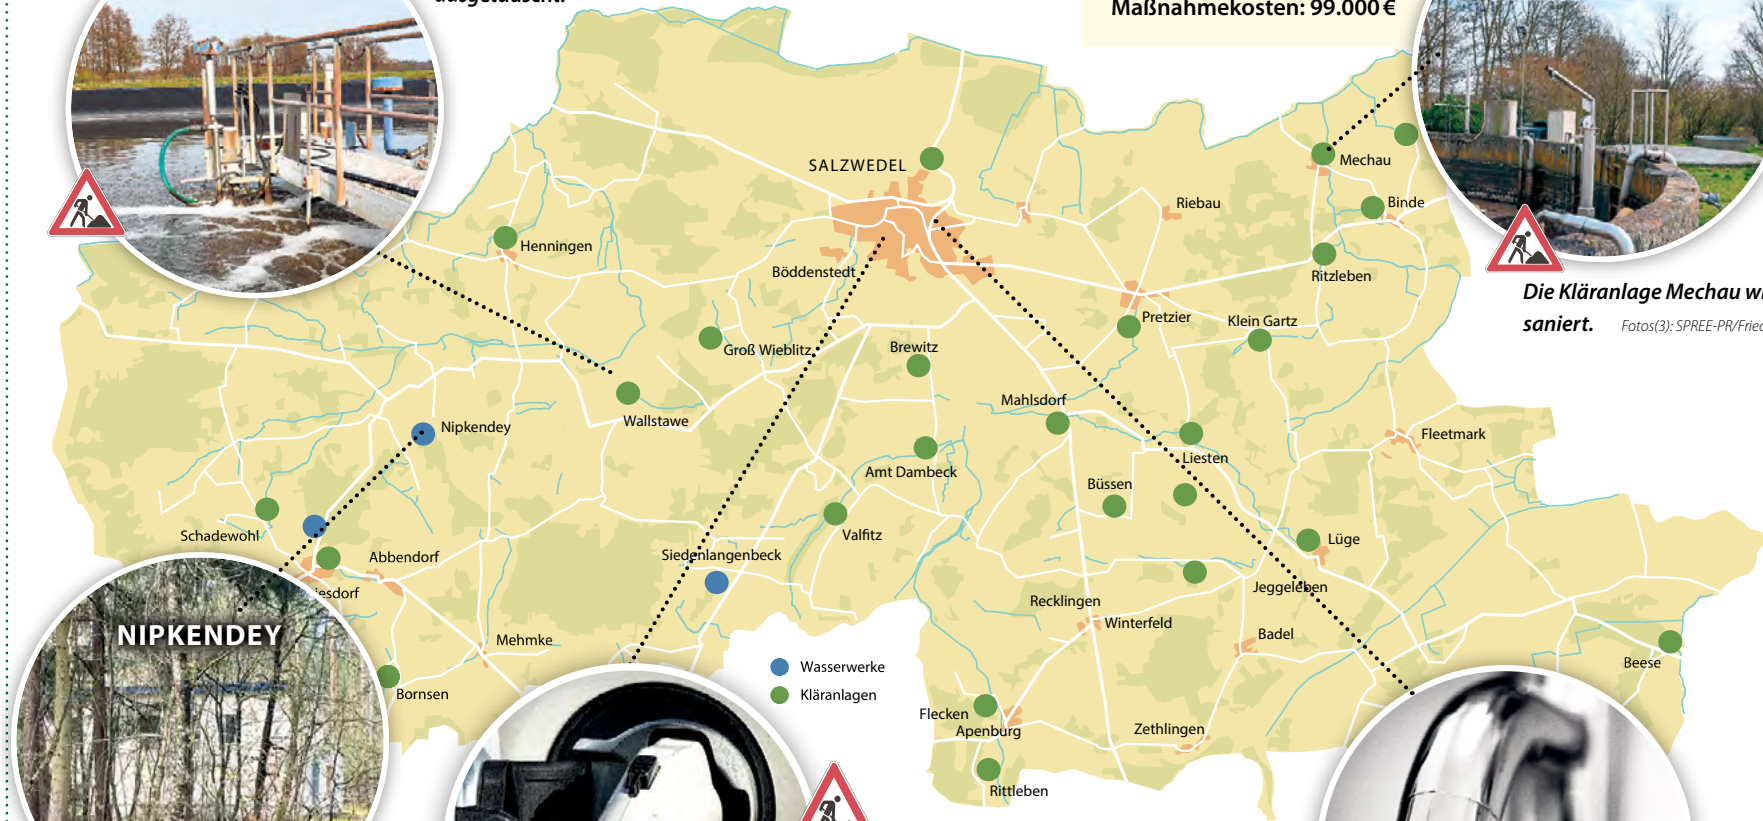 ausgetauscht.
Maßnahmekosten: 99.000 €
SALZWEDEL
Mechau
Riebau
Binde
Henningen
Böddenstedt
Ritzleben
Die Kläranlage Mechau
saniert. Fotos(3): SPREE-PR/
Pretzier
Klein Gartz
Groß Wieblitz
Brewitz
Mahlsdorf
Wallstawe
Nipkendey
Fleetmark
Liesten
Amt Dambeck
Büssen
Schadewohl
Valfitz
Lüge
Abbendorf
Siedenlangenbeck
iesdorf
Jeggeleben
Recklingen
Winterfeld
NIPKENDEY
Badel
Mehmke
Beese
Wasserwerke
Bornsen
Kläranlagen
Flecken
Apenburg
Zethlingen
Rittleben